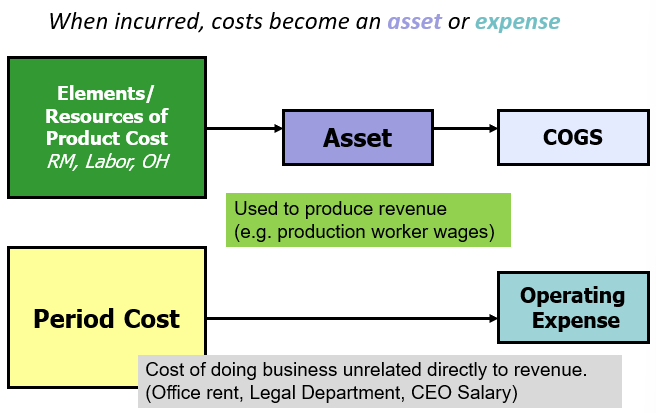 When incurred, costs become an asset or expense
Elements/
Resources of
Product Cost
RM, Labor, OH
Asset
COGS
Used to produce revenue
(e.g. production worker wages)
Period Cost
Operating
Expense
Cost of doing business unrelated directly to revenue.
(Office rent, Legal Department, CEO Salary)